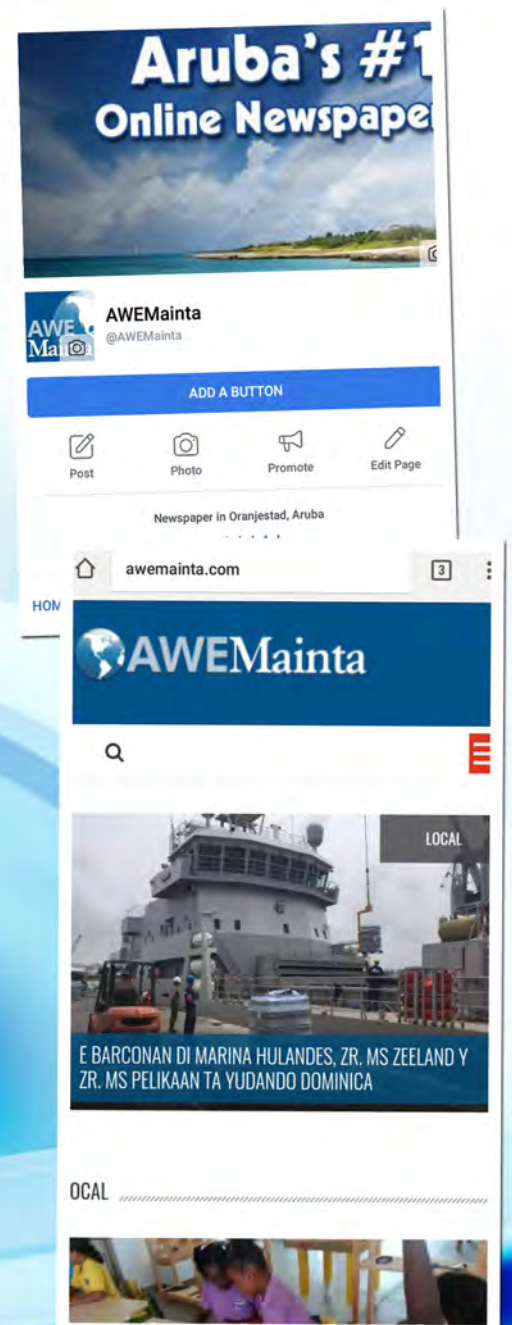 Aruba's #1
Online Newspape
AWE
Mai
AWEMainta
@AWEMainta
ADD A BUTTON
Post Photo Promote Edit Page
Newspaper in Oranjestad, Aruba
HOM
awemainta.com 3
AWEMainta
LOCAL
E BARCONAN DI MARINA HULANDES, ZR. MS ZEELAND Y
ZR. MS PELIKAAN TA YUDANDO DOMINICA
OCAL